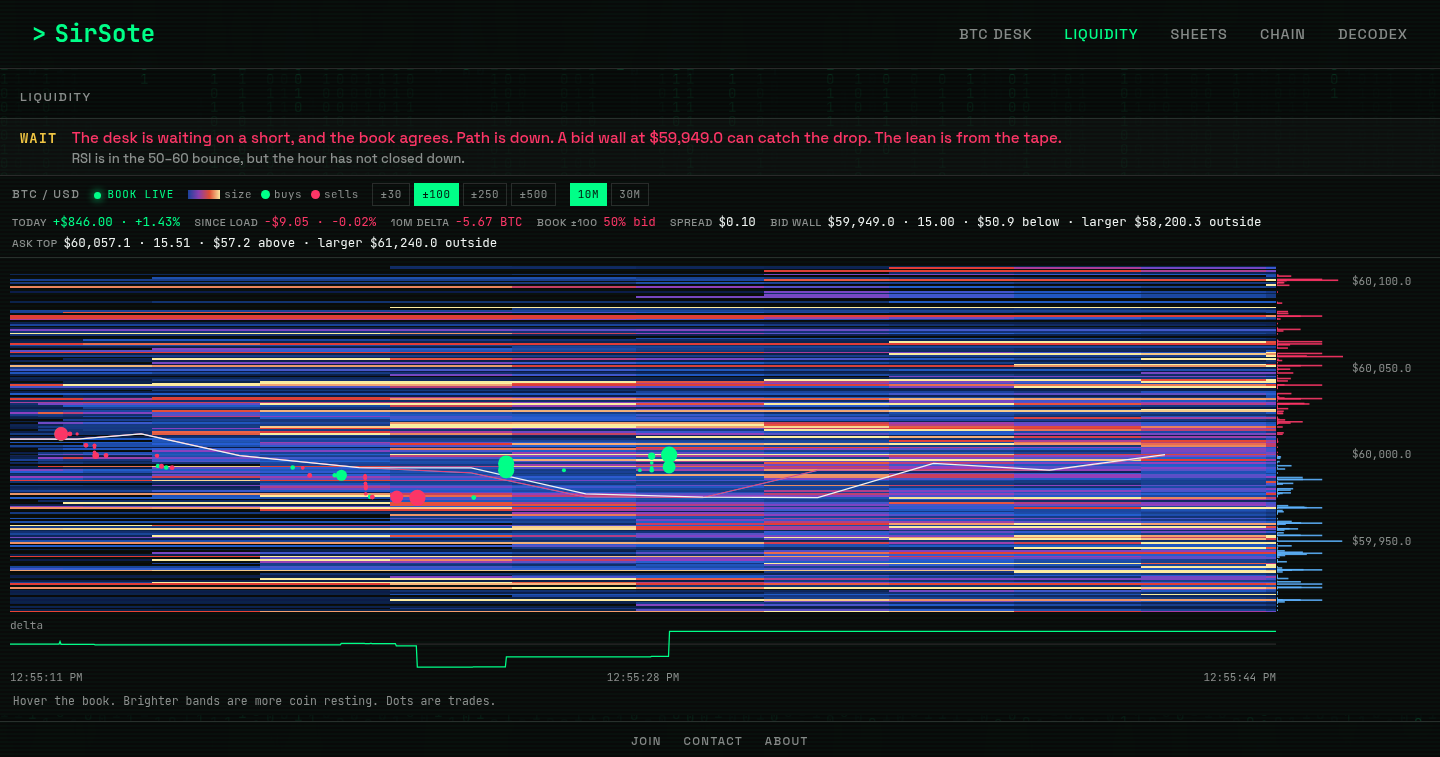 > SirSote
BTC DESK LIQUIDITY SHEETS CHAIN DECODEX
LIQUIDITY
WAIT The desk is waiting on a short, and the book agrees. Path is down. A bid wall at $59,949.0 can catch the drop. The lean is from the tape.
RSI is in the 50–60 bounce, but the hour has not closed down.
BTC / USD BOOK LIVE size buys sells ±30 ±100 ±250 ±500 10M 30M
TODAY +$846.00 · +1.43% SINCE LOAD -$9.05 · -0.02% 10M DELTA -5.67 BTC BOOK ±100 50% bid SPREAD $0.10 BID WALL $59,949.0 · 15.00 · $50.9 below · larger $58,200.3 outside
ASK TOP $60,057.1 · 15.51 · $57.2 above · larger $61,240.0 outside
$60,100.0
$60,050.0
$60,000.0
$59,950.0
delta
12:55:11 PM 12:55:28 PM 12:55:44 PM
Hover the book. Brighter bands are more coin resting. Dots are trades.
JOIN CONTACT ABOUT